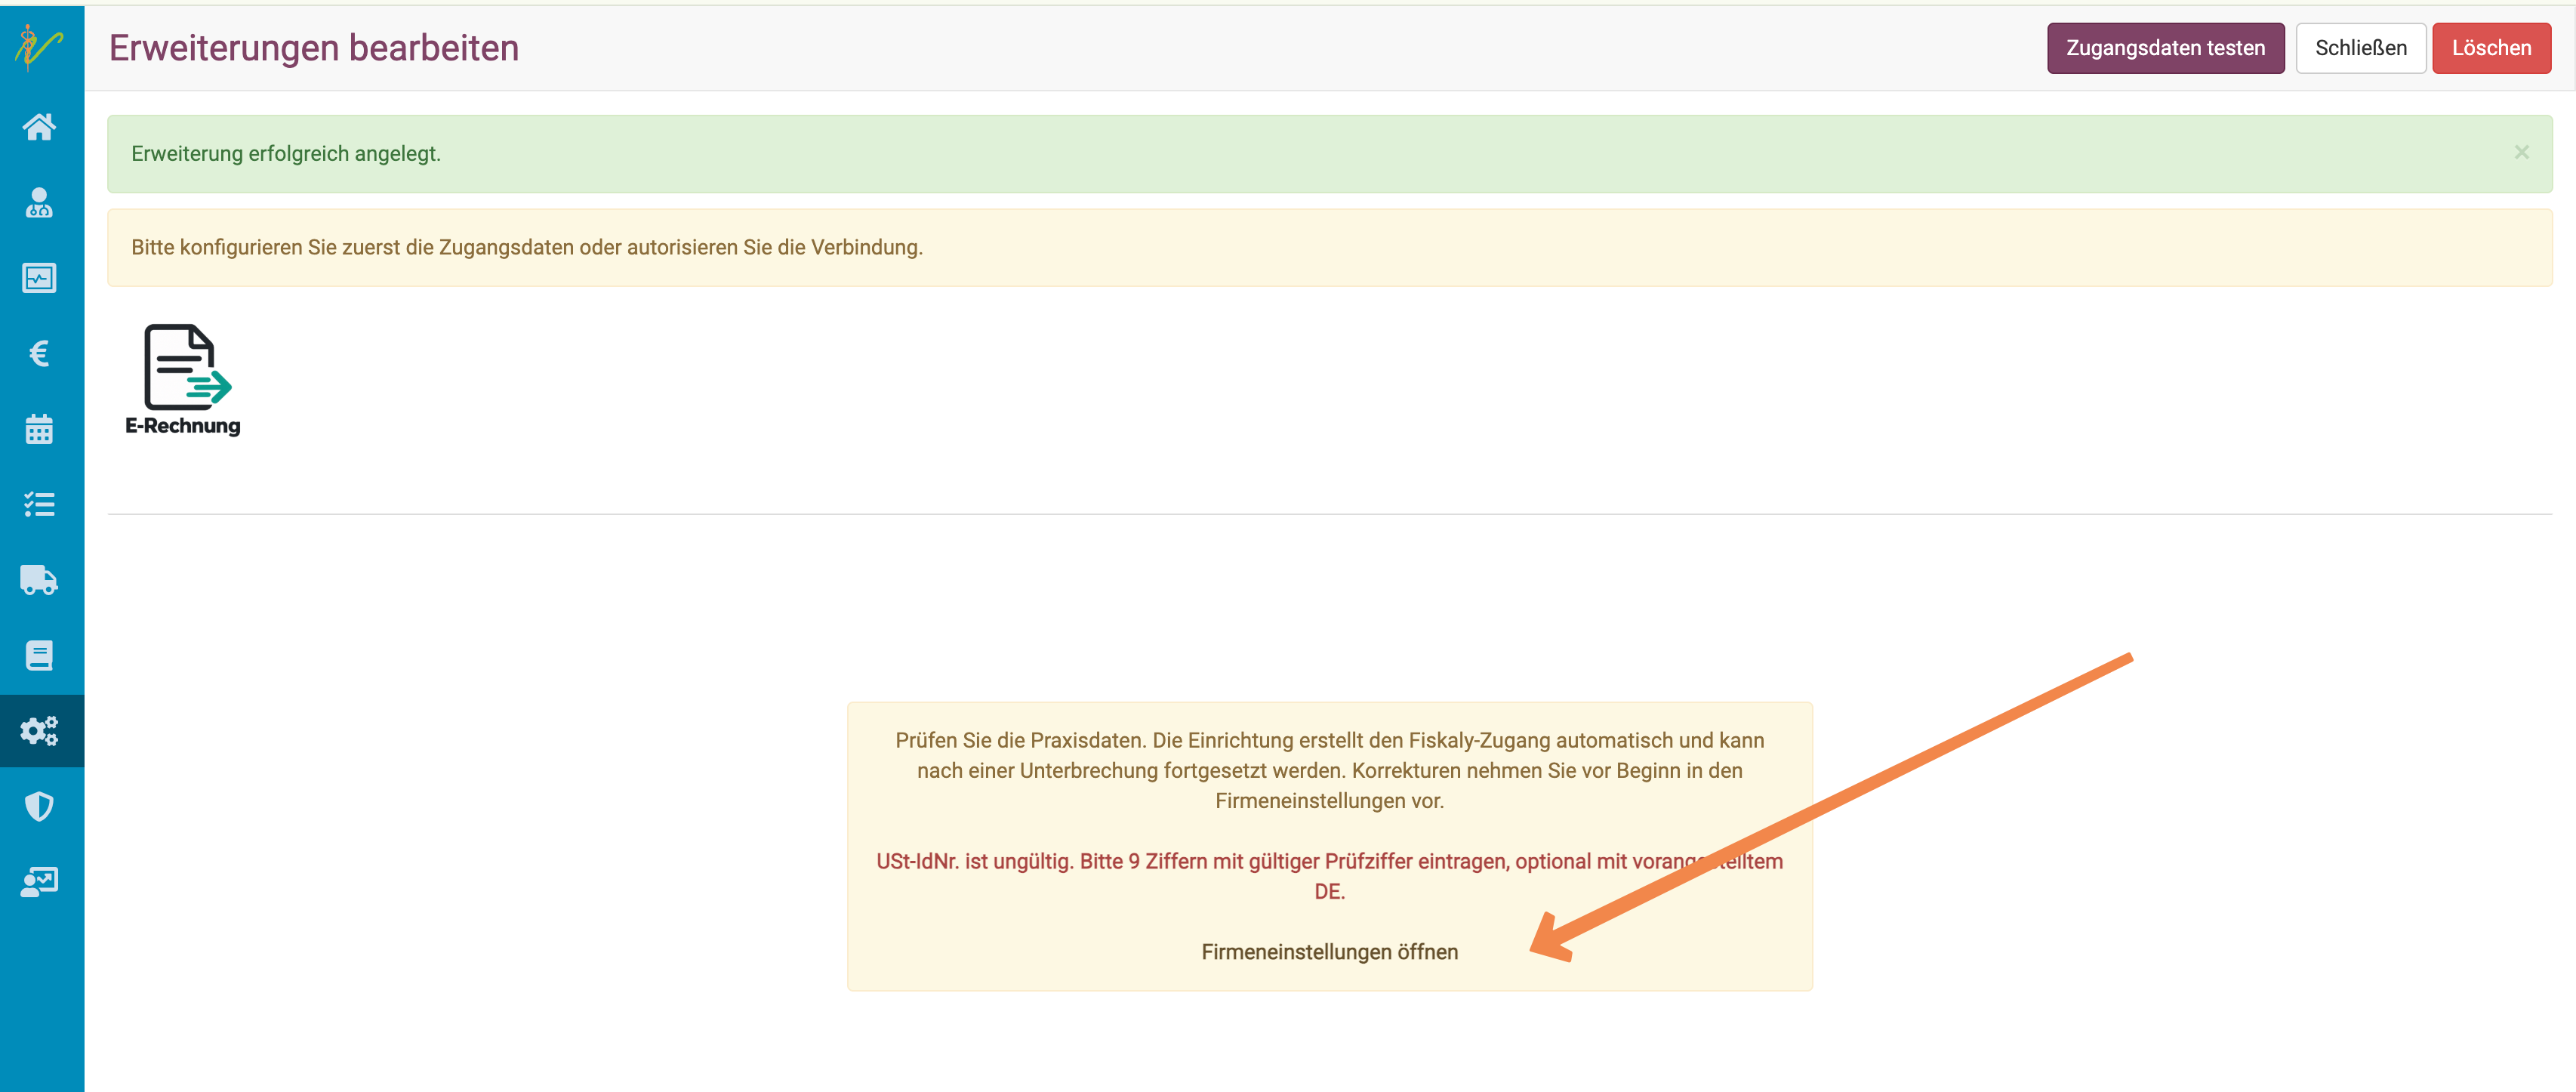 Erweiterungen bearbeiten
Zugangsdaten testen
Schließen
Löschen
Erweiterung erfolgreich angelegt.
×
Bitte konfigurieren Sie zuerst die Zugangsdaten oder autorisieren Sie die Verbindung.
E-Rechnung
Prüfen Sie die Praxisdaten. Die Einrichtung erstellt den Fiskaly-Zugang automatisch und kann
nach einer Unterbrechung fortgesetzt werden. Korrekturen nehmen Sie vor Beginn in den
Firmeneinstellungen vor.
USt-IdNr. ist ungültig. Bitte 9 Ziffern mit gültiger Prüfziffer eintragen, optional mit vorangestelltem
DE.
Firmeneinstellungen öffnen